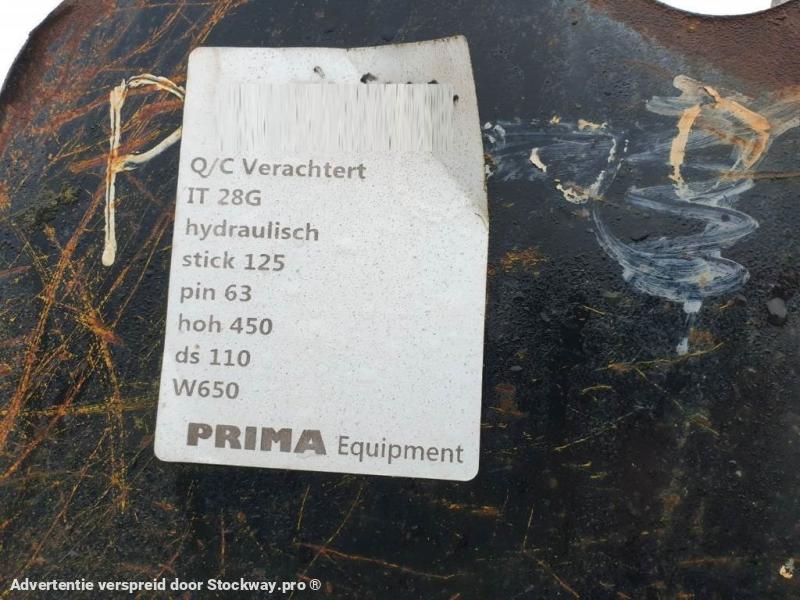 P
Q/C Verachtert
IT 28G
hydraulisch
stick 125
pin 63
hoh 450
ds 110
W650
PRIMA Equipment
Advertentie verspreid door Stockway.pro ®